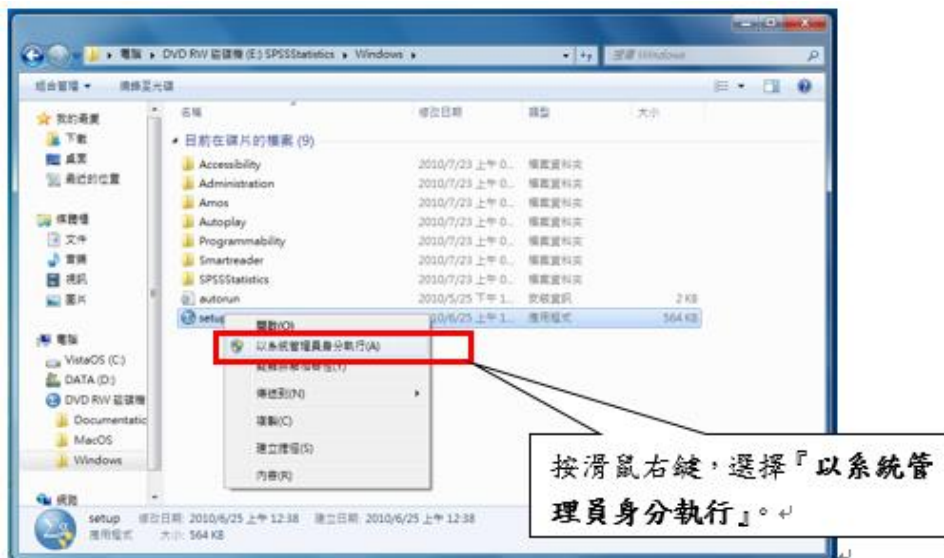 電腦 ▸ DVD RW 磁碟機 (E:) SPSSStatistics ▸ Windows ▸
搜尋 Windows
組合管理 ▾ 燒錄至光碟
我的最愛
下載
桌面
最近的位置
媒體櫃
文件
音樂
視訊
圖片
電腦
VistaOS (C:)
DATA (D:)
DVD RW 磁碟機
Documentatic
MacOS
Windows
網路
名稱 修改日期 類型 大小
目前在碟片的檔案 (9)
Accessibility 2010/7/23 上午 0... 檔案資料夾
Administration 2010/7/23 上午 0... 檔案資料夾
Amos 2010/7/23 上午 0... 檔案資料夾
Autoplay 2010/7/23 上午 0... 檔案資料夾
Programmability 2010/7/23 上午 0... 檔案資料夾
Smartreader 2010/7/23 上午 0... 檔案資料夾
SPSSStatistics 2010/7/23 上午 0... 檔案資料夾
autorun 2010/5/25 下午 1... 安裝資訊 2 KB
setup 10/6/25 上午 1... 應用程式 564 KB
開啟(O)
以系統管理員身分執行(A)
傳送到(N)
複製(C)
建立捷徑(S)
內容(R)
按滑鼠右鍵，選擇『以系統管
理員身分執行』。
setup 修改日期: 2010/6/25 上午 12:38 建立日期: 2010/6/25 上午 12:38
應用程式 大小: 564 KB